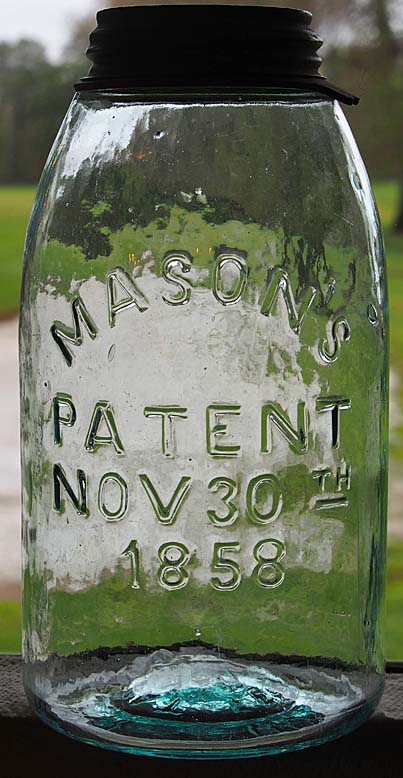 MASON'S
PATENT
NOV 30TH
1858